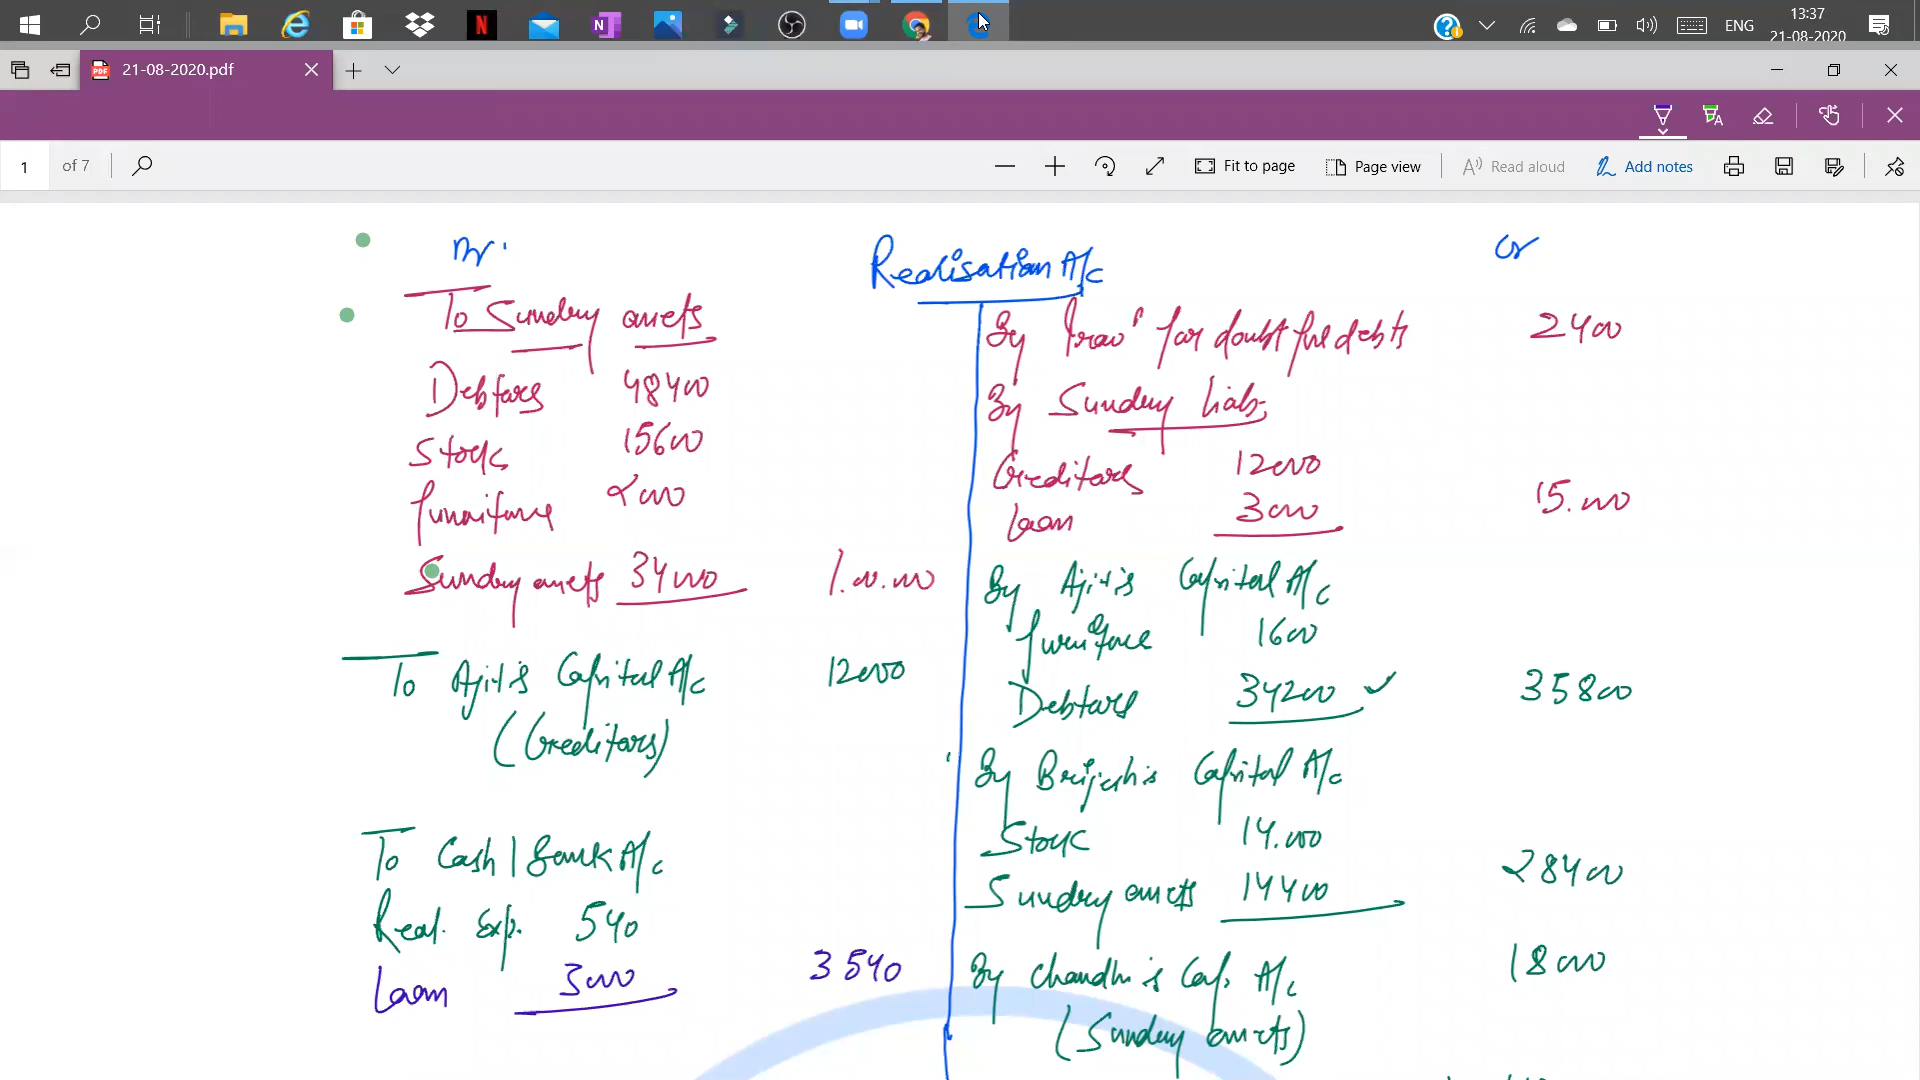 ENG
13:37
21-08-2020
21-08-2020.pdf
1 of 7
Fit to page
Page view
Read aloud
Add notes
Dr.
Realisation A/c
Cr
To Sundry assets
Debtors 48400
Stock 15600
Furniture 2000
Sundry assets 34000 1.00.000
To Ajit's Capital A/c 12000
(Creditors)
To Cash | Bank A/c
Real. Exp. 540
Loan 3000 3540
By Prov. for doubtful debts 2400
By Sundry Liab.
Creditors 12000
Loan 3000 15.000
By Ajit's Capital A/c
Furniture 1600
Debtors 34200 ✓ 35800
By Brijesh's Capital A/c
Stock 14.000
Sundry assets 14400 28400
By Chandhi's Cap. A/c 18000
(Sundry assets)